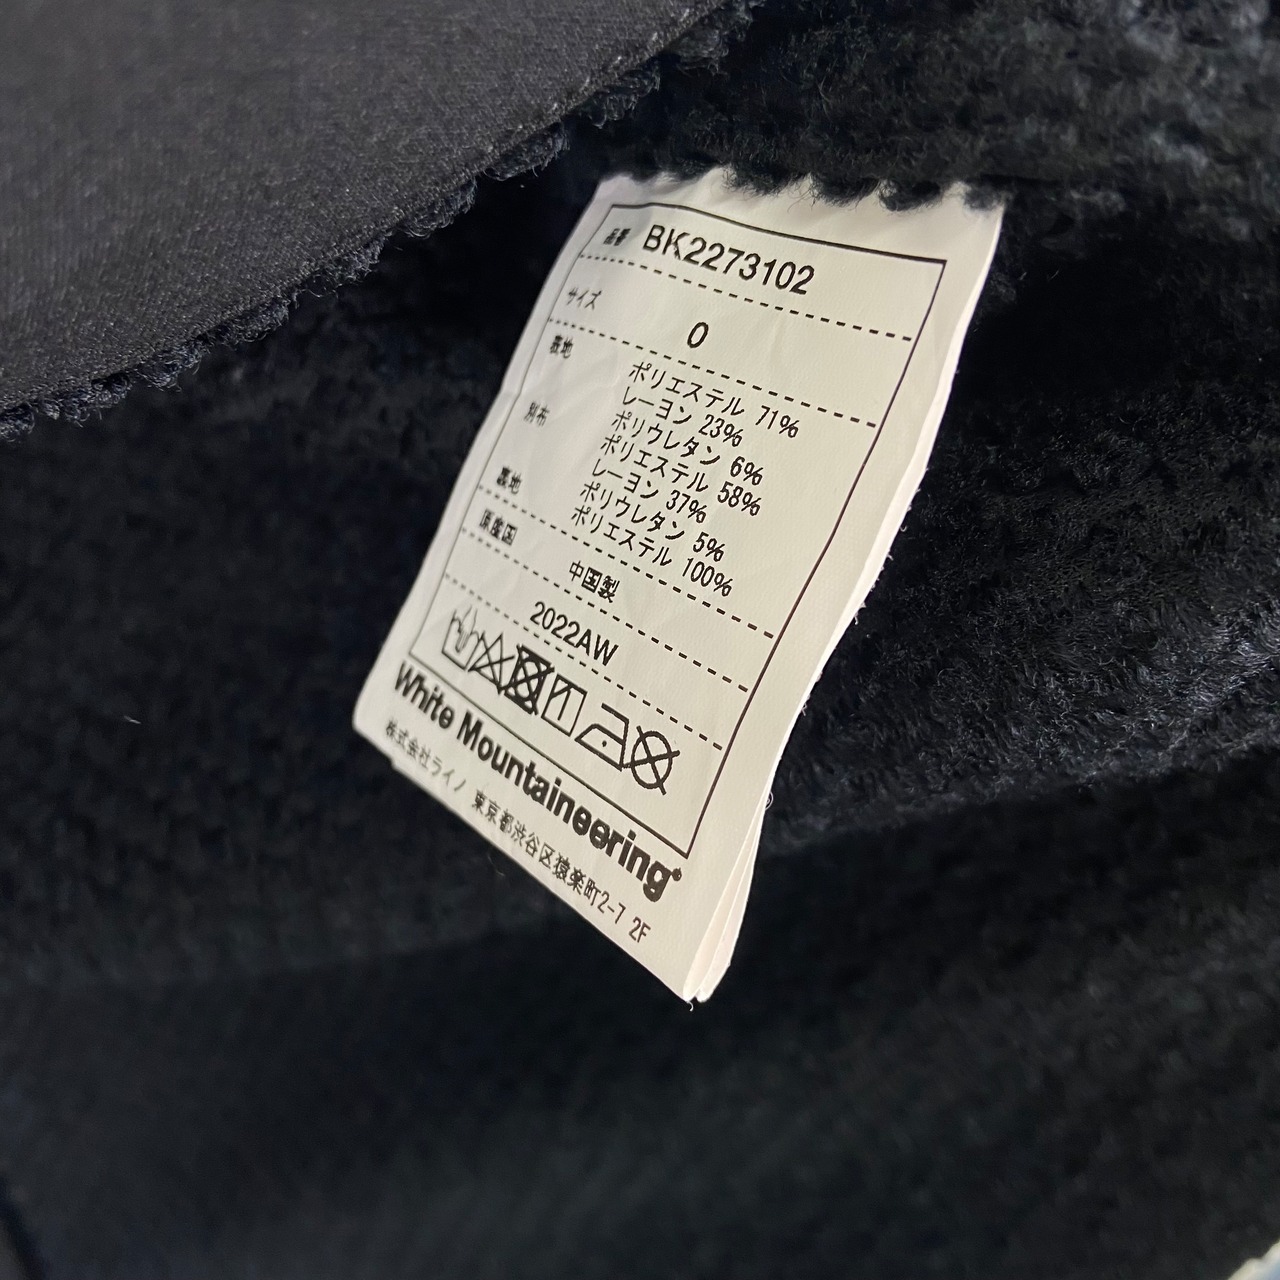 品番 BK2273102
サイズ 0
表地 ポリエステル 71%
レーヨン 23%
ポリウレタン 6%
別布 ポリエステル 58%
レーヨン 37%
ポリウレタン 5%
裏地 ポリエステル 100%
原産国 中国製
2022AW
White Mountaineering®
株式会社ライノ 東京都渋谷区猿楽町2-7 2F